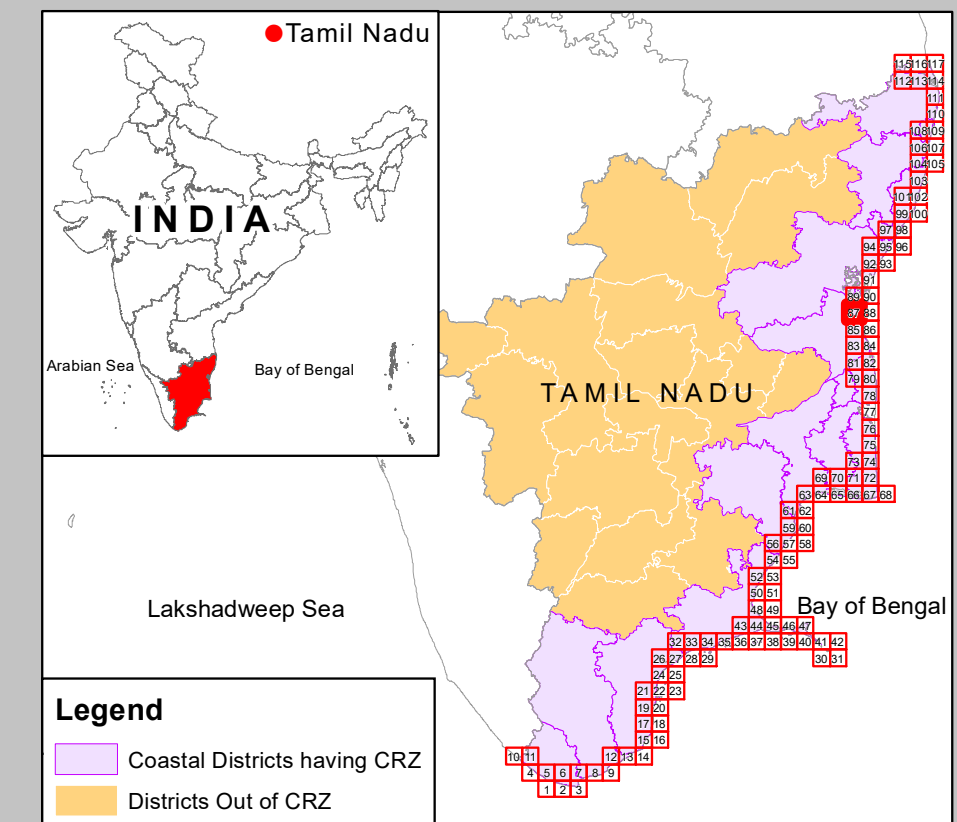 Tamil Nadu
INDIA
Arabian Sea
Bay of Bengal
115 116 117
112 113 114
111
110
108 109
106 107
104 105
103
101 102
99 100
97 98
94 95 96
92 93
91
89 90
87 88
85 86
83 84
81 82
79 80
TAMIL NADU
78
77
76
75
73 74
69 70 71 72
63 64 65 66 67 68
61 62
59 60
56 57 58
54 55
52 53
50 51
48 49
Lakshadweep Sea
Bay of Bengal
43 44 45 46 47
32 33 34 35 36 37 38 39 40 41 42
26 27 28 29
30 31
24 25
21 22 23
19 20
17 18
15 16
10 11
12 13 14
4 5 6 7 8 9
1 2 3
Legend
Coastal Districts having CRZ
Districts Out of CRZ